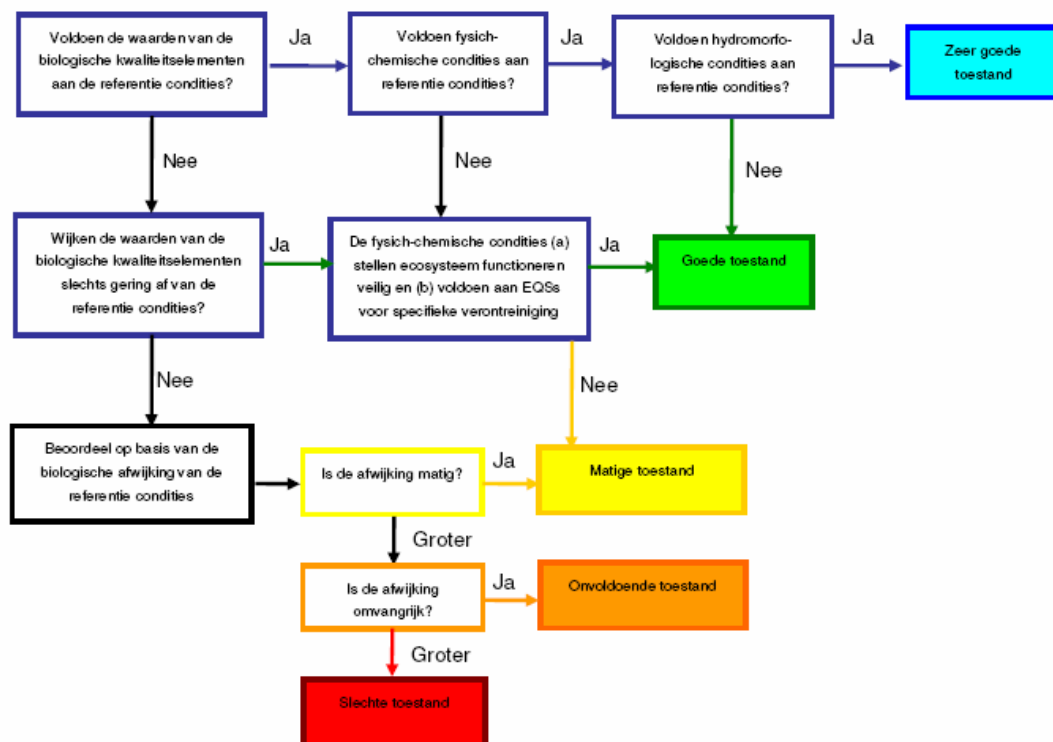 Voldoen de waarden van de
biologische kwaliteitselementen
aan de referentie condities?
Ja
Voldoen fysich-
chemische condities aan
referentie condities?
Ja
Voldoen hydromorfo-
logische condities aan
referentie condities?
Ja
Zeer goede
toestand
Nee
Nee
Nee
Wijken de waarden van de
biologische kwaliteitselementen
slechts gering af van de
referentie condities?
Ja
De fysich-chemische condities (a)
stellen ecosysteem functioneren
veilig en (b) voldoen aan EQSs
voor specifieke verontreiniging
Ja
Goede toestand
Nee
Nee
Beoordeel op basis van de
biologische afwijking van de
referentie condities
Is de afwijking matig?
Ja
Matige toestand
Groter
Is de afwijking
omvangrijk?
Ja
Onvoldoende toestand
Groter
Slechte toestand